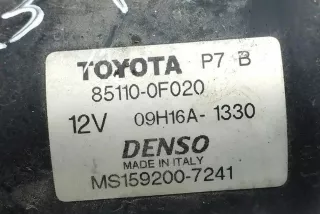 TOYOTA P7 B
85110-0F020
12V 09H16A-1330
DENSO
MADE IN ITALY
MS159200-7241